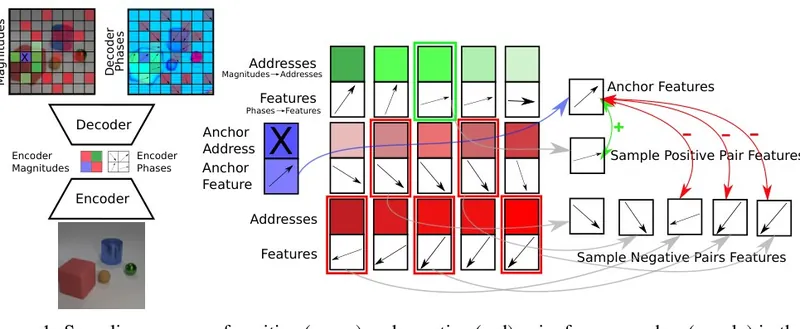 Magnitudes
Decoder
Phases
Decoder
Encoder
Magnitudes
Encoder
Phases
Encoder
Addresses
Magnitudes→Addresses
Features
Phases→Features
Anchor
Address
X
Anchor
Feature
Addresses
Features
Anchor Features
+
- - -
Sample Positive Pair Features
Sample Negative Pairs Features